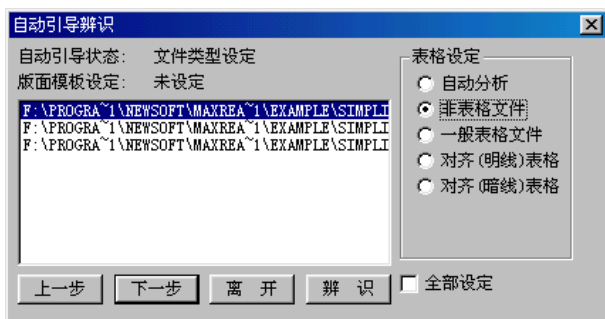 自动引导辨识
自动引导状态: 文件类型设定
版面模板设定: 未设定
F:\PROGRA~1\NEWSOFT\MAXREA~1\EXAMPLE\SIMPLI
F:\PROGRA~1\NEWSOFT\MAXREA~1\EXAMPLE\SIMPLI
F:\PROGRA~1\NEWSOFT\MAXREA~1\EXAMPLE\SIMPLI
表格设定
自动分析
非表格文件
一般表格文件
对齐(明线)表格
对齐(暗线)表格
上一步 下一步 离 开 辨 识 全部设定